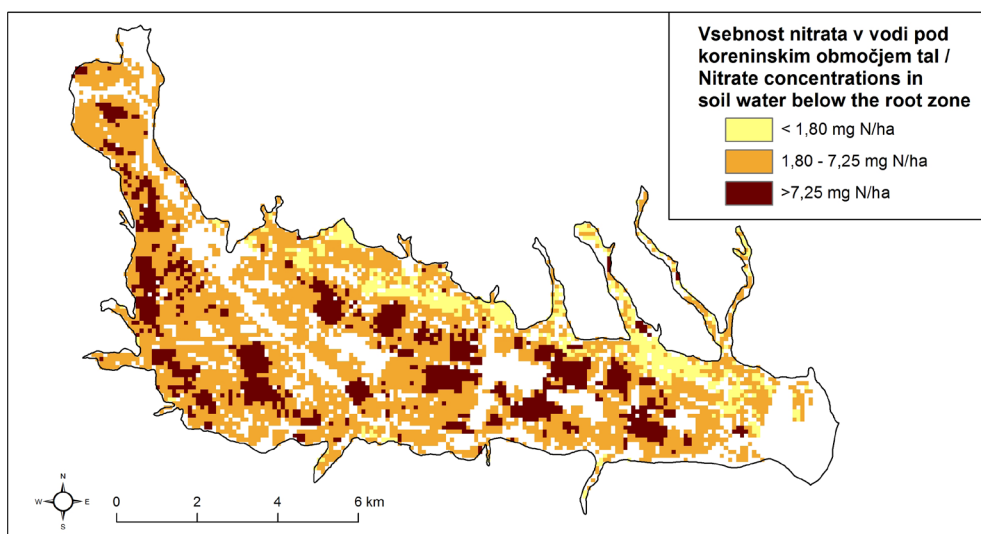 Vsebnost nitrata v vodi pod
koreninskim območjem tal /
Nitrate concentrations in
soil water below the root zone
< 1,80 mg N/ha
1,80 - 7,25 mg N/ha
>7,25 mg N/ha
N
W E
S
0 2 4 6 km